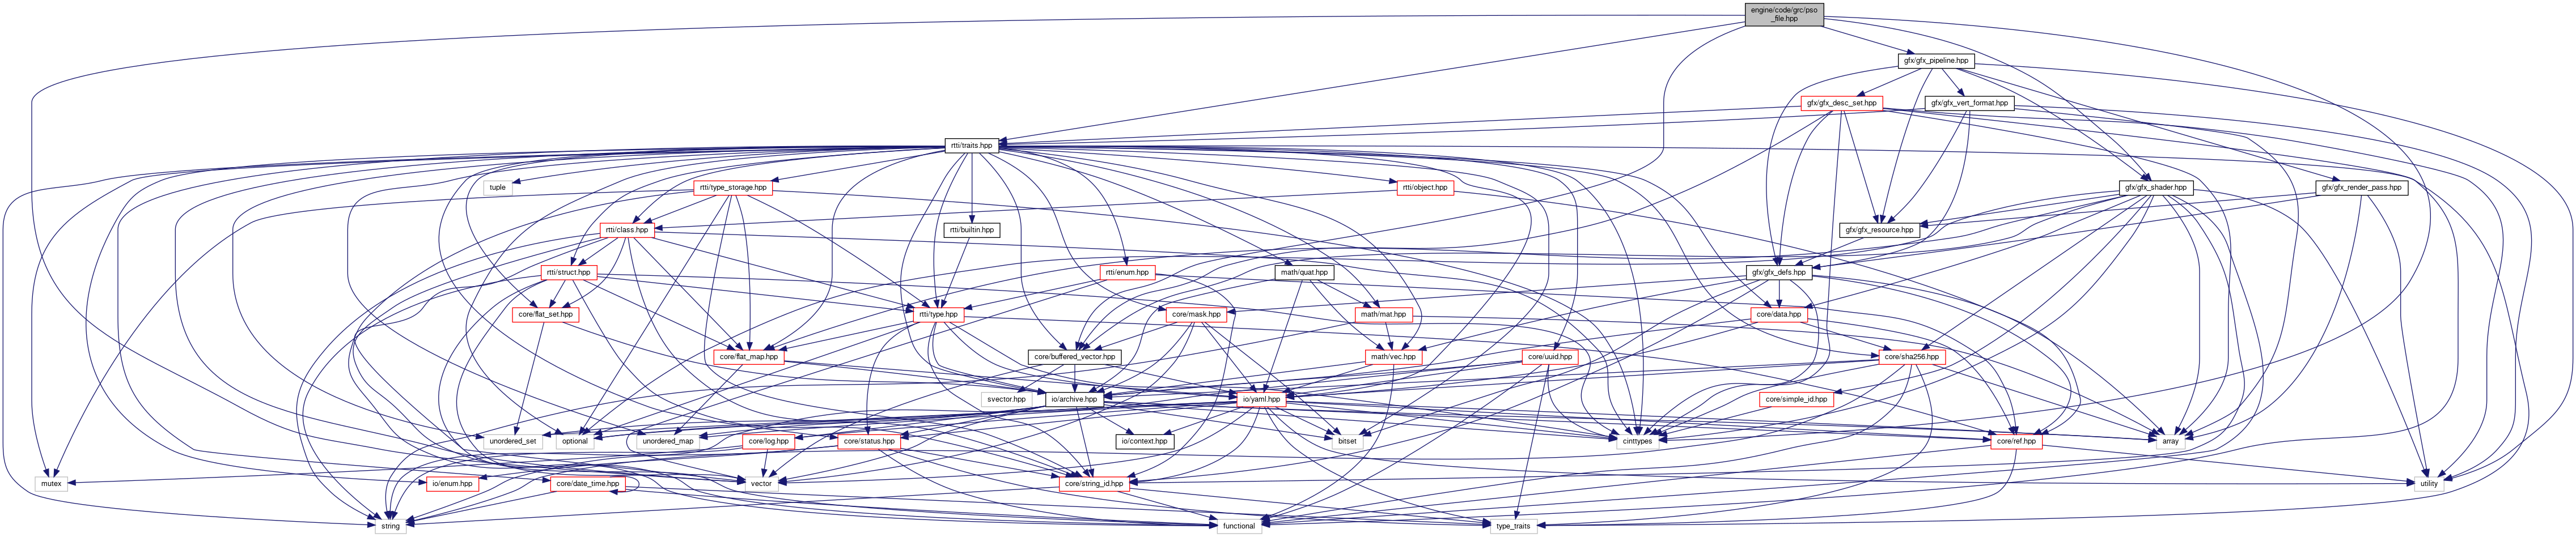 engine/code/grc/pso
_file.hpp
gfx/gfx_pipeline.hpp
gfx/gfx_desc_set.hpp
gfx/gfx_vert_format.hpp
rtti/traits.hpp
tuple
rtti/type_storage.hpp
rtti/object.hpp
gfx/gfx_shader.hpp
gfx/gfx_render_pass.hpp
rtti/class.hpp
rtti/builtin.hpp
gfx/gfx_resource.hpp
rtti/struct.hpp
rtti/enum.hpp
math/quat.hpp
gfx/gfx_defs.hpp
core/flat_set.hpp
rtti/type.hpp
core/mask.hpp
math/mat.hpp
core/data.hpp
core/flat_map.hpp
core/buffered_vector.hpp
math/vec.hpp
core/uuid.hpp
core/sha256.hpp
svector.hpp
io/archive.hpp
io/yaml.hpp
core/simple_id.hpp
unordered_set
optional
unordered_map
core/log.hpp
core/status.hpp
io/context.hpp
bitset
cinttypes
core/ref.hpp
array
mutex
io/enum.hpp
core/date_time.hpp
vector
core/string_id.hpp
utility
string
functional
type_traits